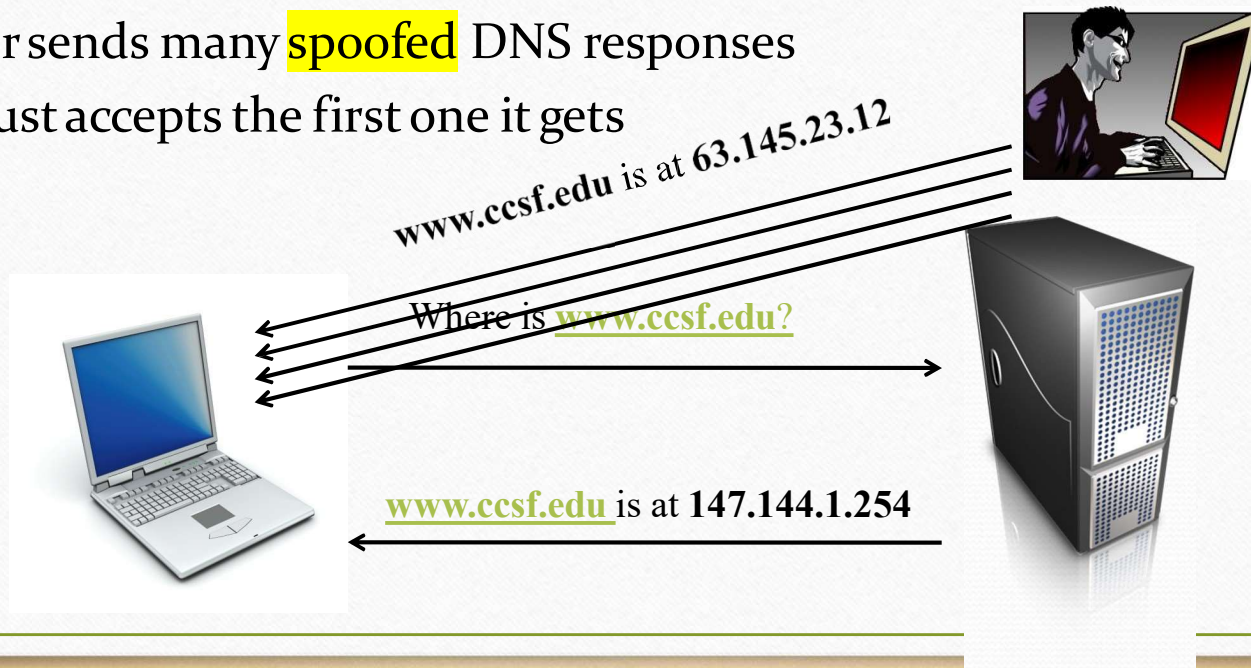 r sends many spoofed DNS responses
ust accepts the first one it gets
www.ccsf.edu is at 63.145.23.12
Where is www.ccsf.edu?
www.ccsf.edu is at 147.144.1.254